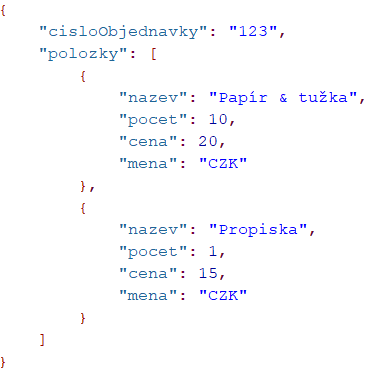 {
    "cisloObjednavky": "123",
    "polozky": [
        {
            "nazev": "Papír & tužka",
            "pocet": 10,
            "cena": 20,
            "mena": "CZK"
        },
        {
            "nazev": "Propiska",
            "pocet": 1,
            "cena": 15,
            "mena": "CZK"
        }
    ]
}